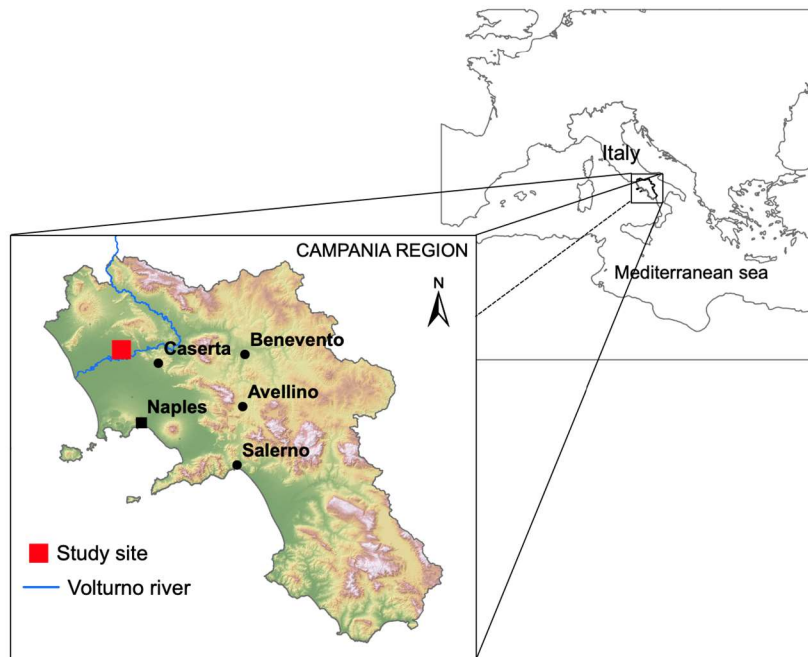 Italy
Mediterranean sea
CAMPANIA REGION
N
Benevento
Caserta
Avellino
Naples
Salerno
Study site
Volturno river